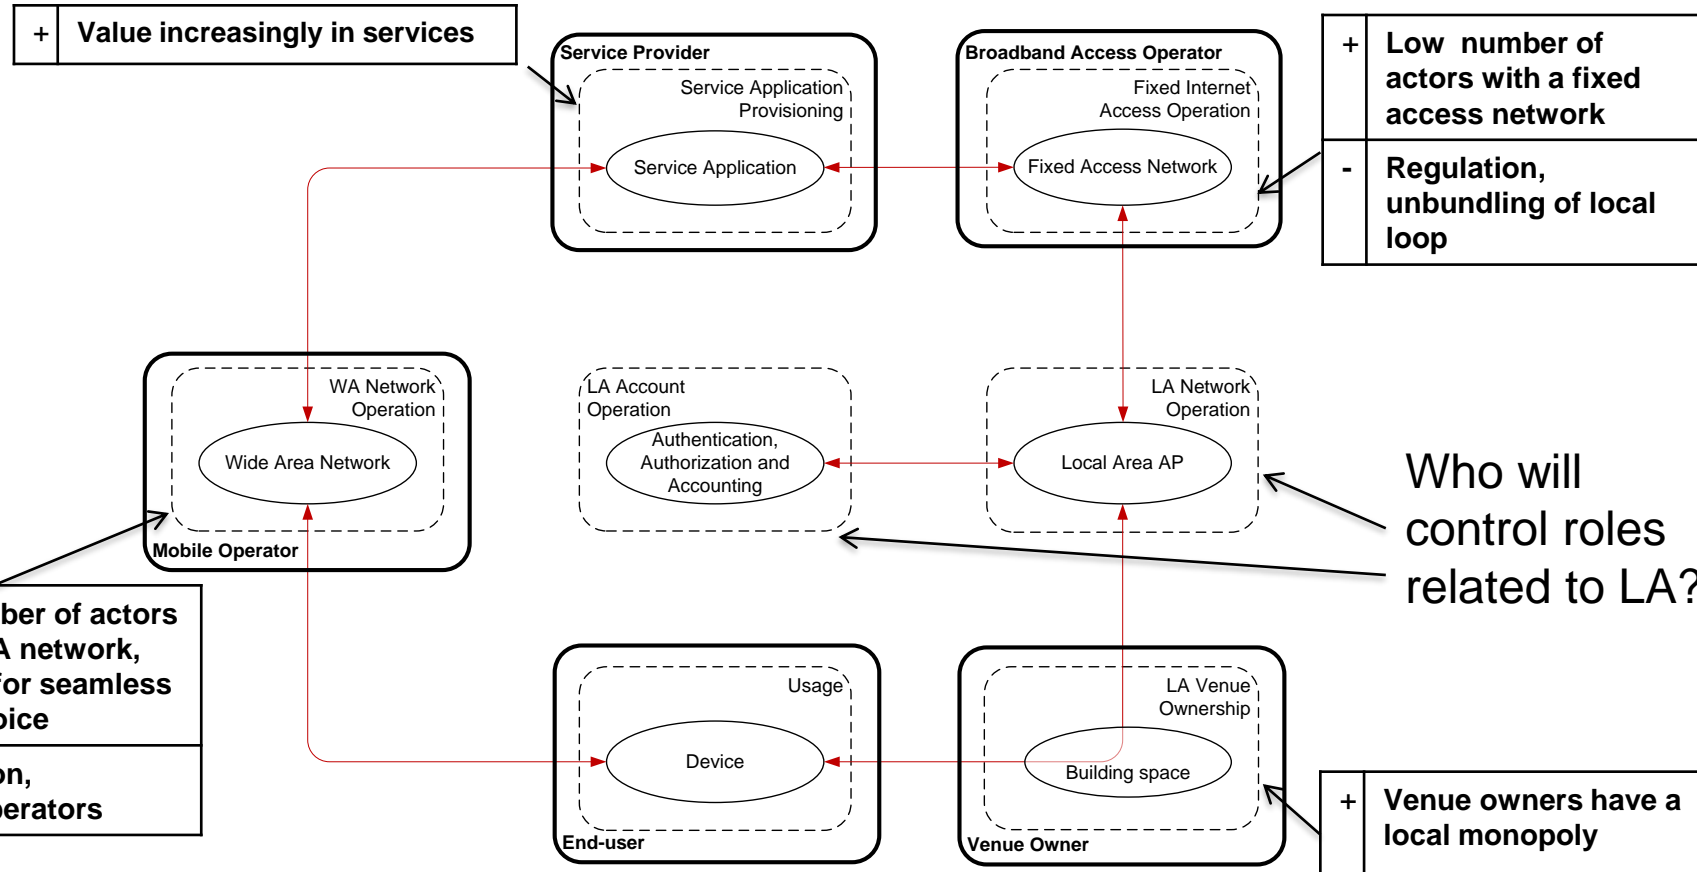 + Value increasingly in services
Service Provider
Service Application
Provisioning
Service Application
Broadband Access Operator
Fixed Internet
Access Operation
Fixed Access Network
+ Low number of
actors with a fixed
access network
- Regulation,
unbundling of local
loop
WA Network
Operation
Wide Area Network
Mobile Operator
LA Account
Operation
Authentication,
Authorization and
Accounting
LA Network
Operation
Local Area AP
Who will
control roles
related to LA?
of actors
network,
for seamless
Usage
Device
End-user
LA Venue
Ownership
Building space
Venue Owner
+ Venue owners have a
local monopoly